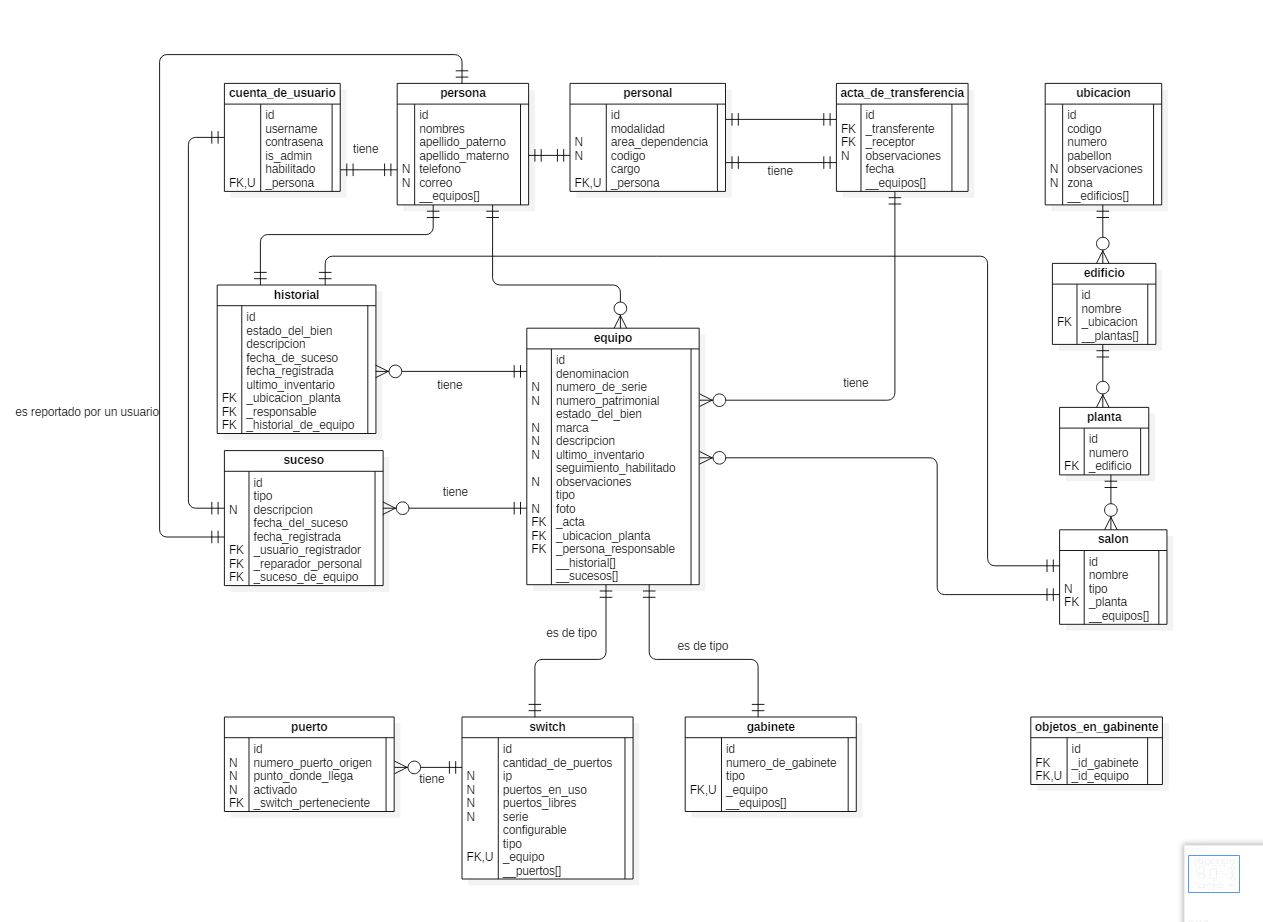 cuenta_de_usuario
id
username
contrasena
is_admin
habilitado
FK,U _persona
tiene
persona
id
nombres
apellido_paterno
apellido_materno
N telefono
N correo
__equipos[]
personal
id
modalidad
N area_dependencia
N codigo
cargo
FK,U _persona
tiene
acta_de_transferencia
id
FK _transferente
FK _receptor
N observaciones
fecha
__equipos[]
ubicacion
id
codigo
numero
pabellon
N observaciones
N zona
__edificios[]
historial
id
estado_del_bien
descripcion
fecha_de_suceso
fecha_registrada
ultimo_inventario
FK _ubicacion_planta
FK _responsable
FK _historial_de_equipo
tiene
equipo
id
denominacion
N numero_de_serie
N numero_patrimonial
estado_del_bien
N marca
N descripcion
N ultimo_inventario
seguimiento_habilitado
N observaciones
tipo
N foto
FK _acta
FK _ubicacion_planta
FK _persona_responsable
__historial[]
__sucesos[]
tiene
edificio
id
nombre
FK _ubicacion
__plantas[]
planta
id
numero
FK _edificio
es reportado por un usuario
suceso
id
tipo
N descripcion
fecha_del_suceso
fecha_registrada
FK _usuario_registrador
FK _reparador_personal
FK _suceso_de_equipo
tiene
salon
id
nombre
N tipo
FK _planta
__equipos[]
es de tipo
es de tipo
puerto
id
N numero_puerto_origen
N punto_donde_llega
N activado
FK _switch_perteneciente
tiene
switch
id
cantidad_de_puertos
N ip
N puertos_en_uso
N puertos_libres
N serie
configurable
tipo
FK,U _equipo
__puertos[]
gabinete
id
numero_de_gabinete
tipo
FK,U _equipo
__equipos[]
objetos_en_gabinente
id
FK _id_gabinete
FK,U _id_equipo